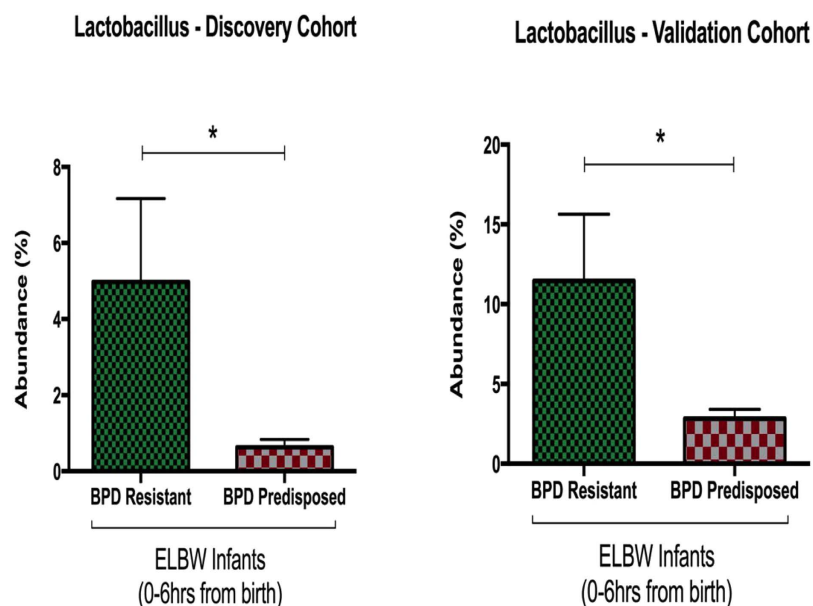 Lactobacillus - Discovery Cohort
*
Abundance (%)
8
6
4
2
0
BPD Resistant BPD Predisposed
ELBW Infants
(0-6hrs from birth)
Lactobacillus - Validation Cohort
*
Abundance (%)
20
15
10
5
0
BPD Resistant BPD Predisposed
ELBW Infants
(0-6hrs from birth)